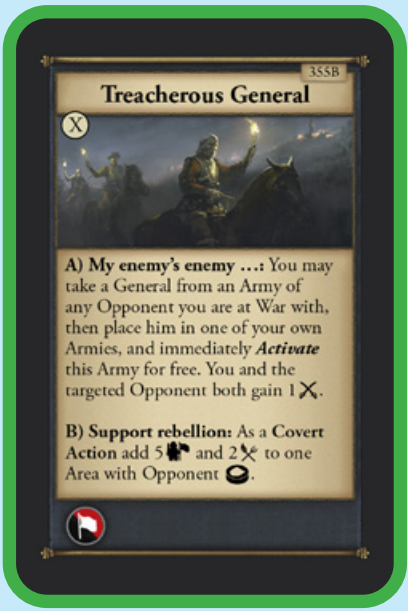 355B
Treacherous General
X
A) My enemy's enemy ...: You may
take a General from an Army of
any Opponent you are at War with,
then place him in one of your own
Armies, and immediately Activate
this Army for free. You and the
targeted Opponent both gain 1 .
B) Support rebellion: As a Covert
Action add 5 and 2 to one
Area with Opponent .